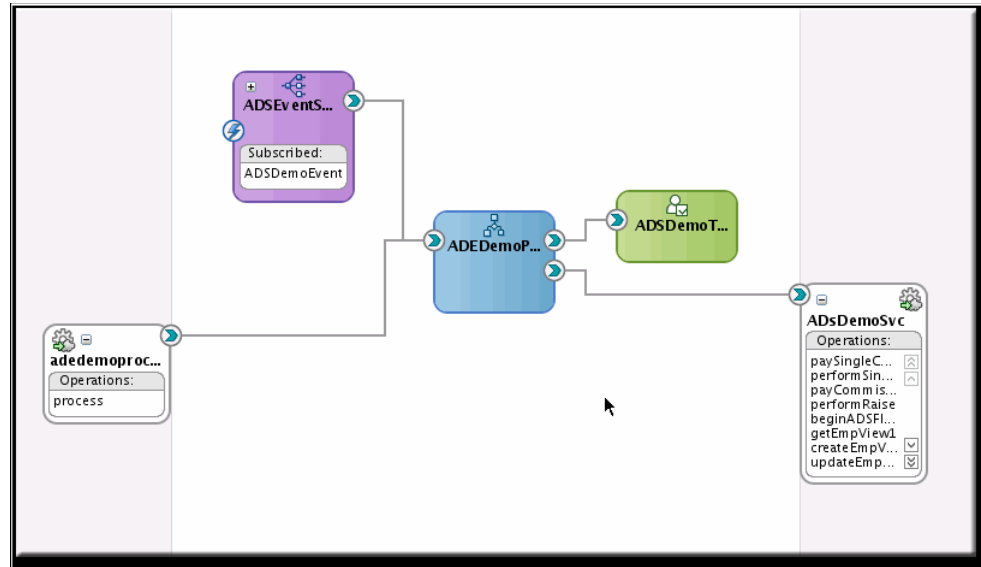 ADSEventS...
Subscribed:
ADSDemoEvent
ADEDemoP...
ADSDemoT...
adedemoproc...
Operations:
process
ADsDemoSvc
Operations:
paySingleC...
performSin...
payCommis...
performRaise
beginADSFl...
getEmpView1
createEmpV...
updateEmp...